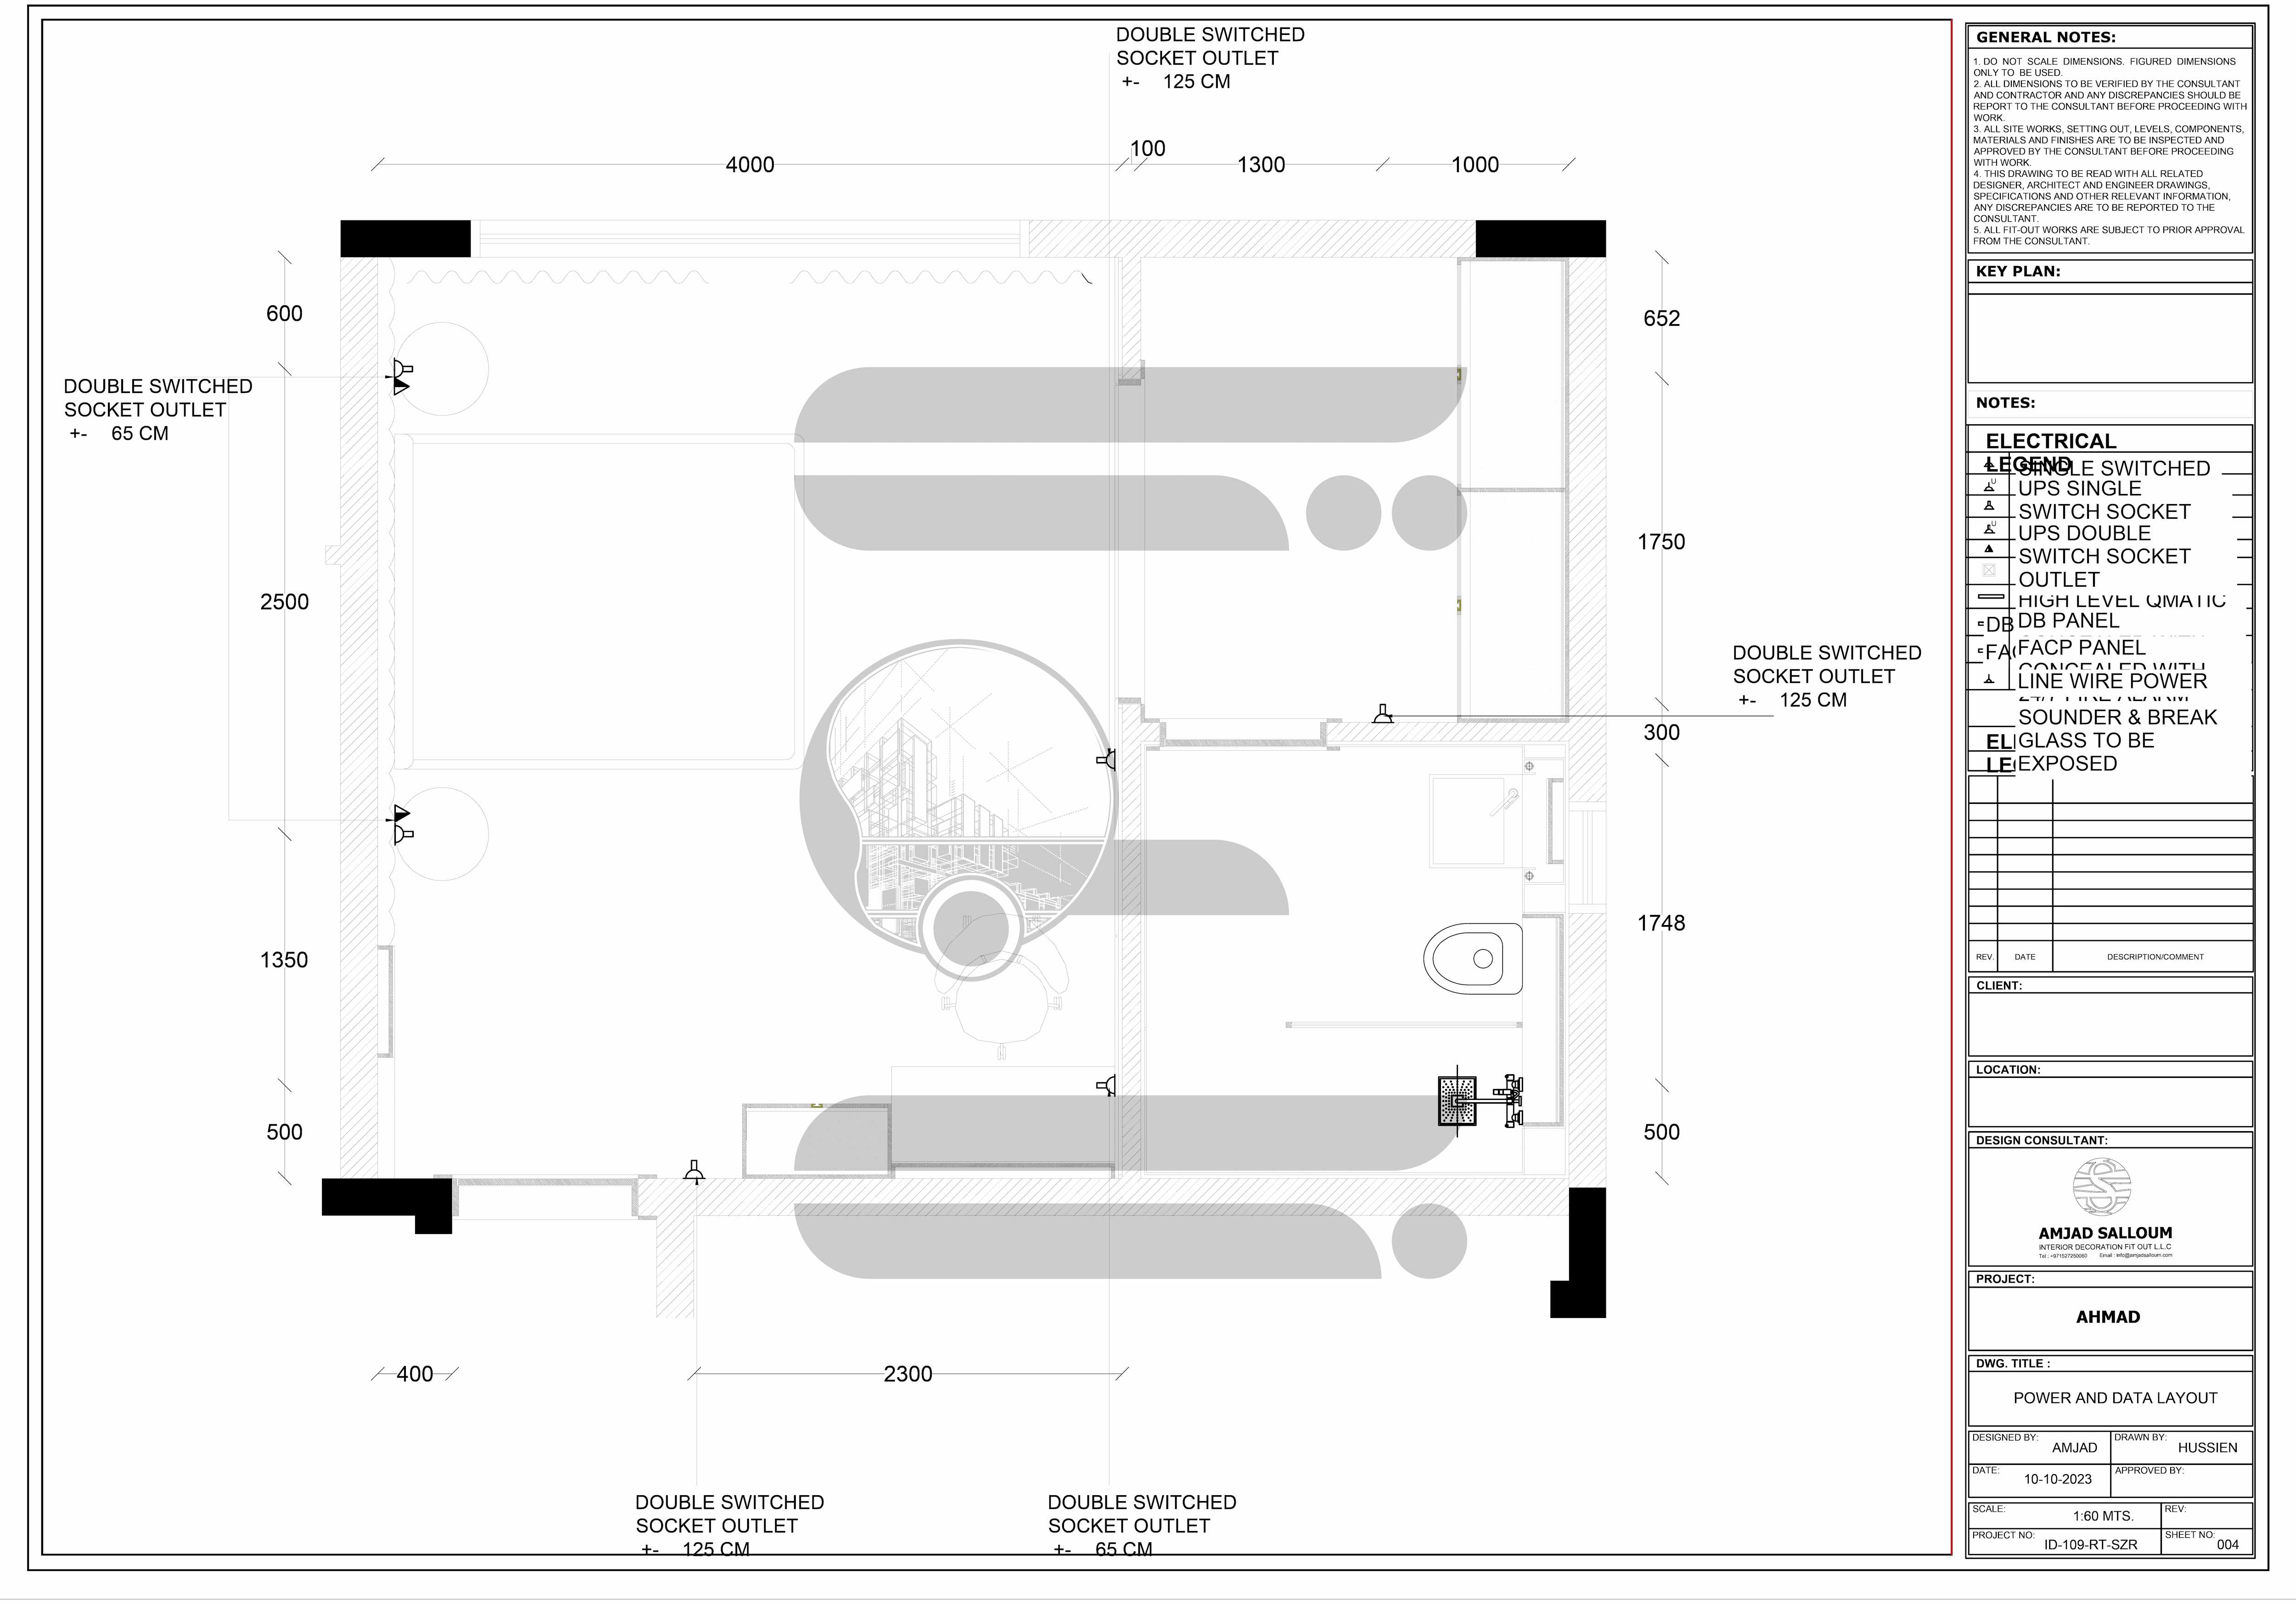 DOUBLE SWITCHED
SOCKET OUTLET
+- 125 CM
4000
100
1300
1000
600
2500
1350
500
DOUBLE SWITCHED
SOCKET OUTLET
+- 65 CM
652
1750
300
1748
500
DOUBLE SWITCHED
SOCKET OUTLET
+- 125 CM
400
2300
DOUBLE SWITCHED
SOCKET OUTLET
+- 125 CM
DOUBLE SWITCHED
SOCKET OUTLET
+- 65 CM
GENERAL NOTES:
1. DO NOT SCALE DIMENSIONS. FIGURED DIMENSIONS
ONLY TO BE USED.
2. ALL DIMENSIONS TO BE VERIFIED BY THE CONSULTANT
AND CONTRACTOR AND ANY DISCREPANCIES SHOULD BE
REPORT TO THE CONSULTANT BEFORE PROCEEDING WITH
WORK.
3. ALL SITE WORKS, SETTING OUT, LEVELS, COMPONENTS,
MATERIALS AND FINISHES ARE TO BE INSPECTED AND
APPROVED BY THE CONSULTANT BEFORE PROCEEDING
WITH WORK.
4. THIS DRAWING TO BE READ WITH ALL RELATED
DESIGNER, ARCHITECT AND ENGINEER DRAWINGS,
SPECIFICATIONS AND OTHER RELEVANT INFORMATION,
ANY DISCREPANCIES ARE TO BE REPORTED TO THE
CONSULTANT.
5. ALL FIT-OUT WORKS ARE SUBJECT TO PRIOR APPROVAL
FROM THE CONSULTANT.
KEY PLAN:
NOTES:
ELECTRICAL
LEGEND
SINGLE SWITCHED
U
UPS SINGLE
SWITCH SOCKET
U
UPS DOUBLE
SWITCH SOCKET
OUTLET
HIGH LEVEL QMATIC
DB
DB PANEL
FACP PANEL
CONCEALED WITH
LINE WIRE POWER
24/7 FIRE ALARM
SOUNDER & BREAK
GLASS TO BE
EXPOSED
REV.
DATE
DESCRIPTION/COMMENT
CLIENT:
LOCATION:
DESIGN CONSULTANT:
AMJAD SALLOUM
INTERIOR DECORATION FIT OUT L.L.C
Tel : +971527250060 Email : info@amjadsalloum.com
PROJECT:
AHMAD
DWG. TITLE :
POWER AND DATA LAYOUT
DESIGNED BY:
AMJAD
DRAWN BY:
HUSSIEN
DATE:
10-10-2023
APPROVED BY:
SCALE:
1:60 MTS.
REV:
PROJECT NO:
ID-109-RT-SZR
SHEET NO:
004